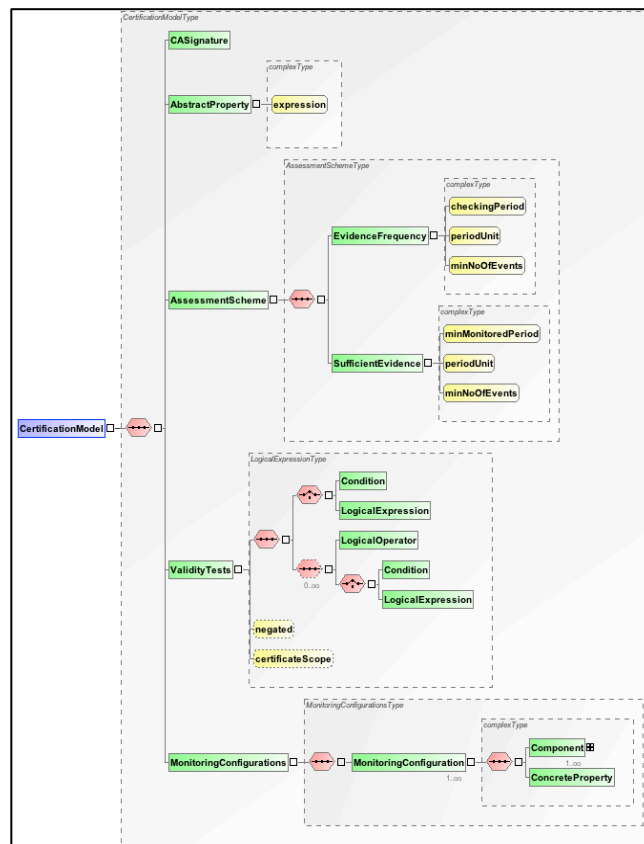 CertificationModelType
CASignature
complexType
AbstractProperty
expression
AssessmentSchemeType
complexType
checkingPeriod
EvidenceFrequency
periodUnit
minNoOfEvents
AssessmentScheme
complexType
minMonitoredPeriod
SufficientEvidence
periodUnit
minNoOfEvents
CertificationModel
LogicalExpressionType
Condition
LogicalExpression
LogicalOperator
ValidityTests
Condition
0..∞
LogicalExpression
negated
certificateScope
MonitoringConfigurationsType
complexType
Component
MonitoringConfigurations
MonitoringConfiguration
1..∞
1..∞
ConcreteProperty